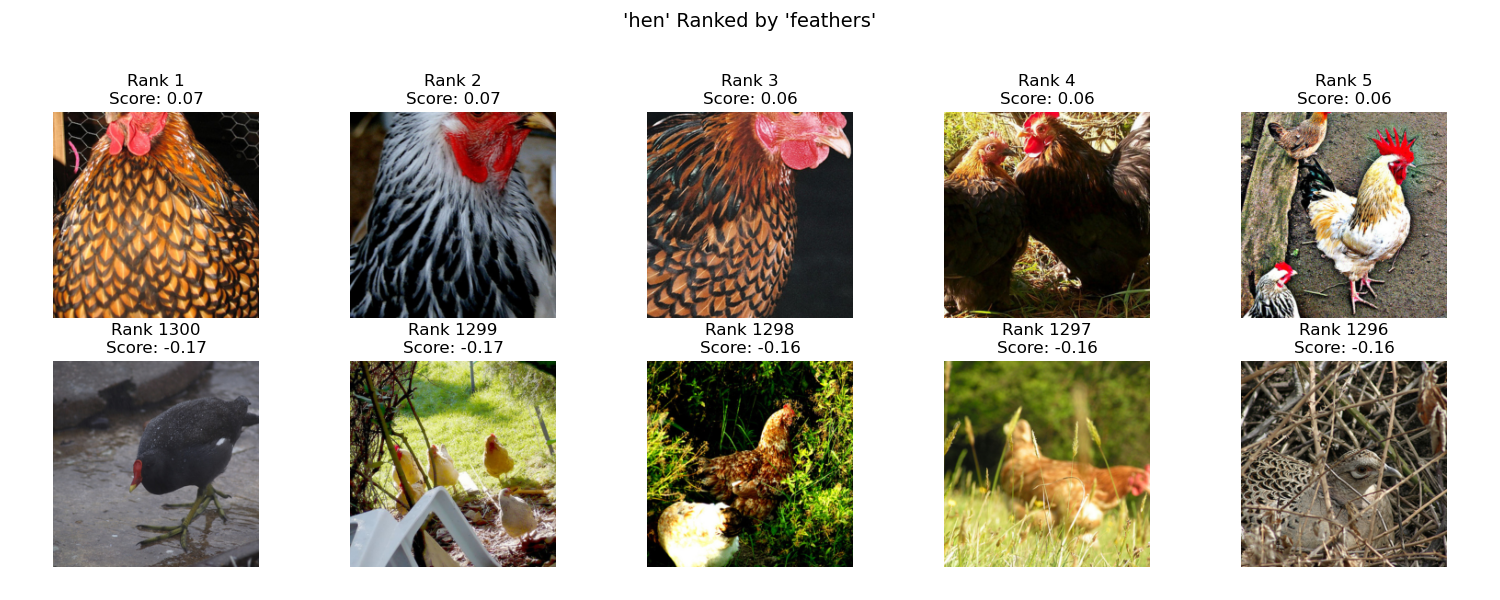 'hen' Ranked by 'feathers'
Rank 1
Score: 0.07
Rank 2
Score: 0.07
Rank 3
Score: 0.06
Rank 4
Score: 0.06
Rank 5
Score: 0.06
Rank 1300
Score: -0.17
Rank 1299
Score: -0.17
Rank 1298
Score: -0.16
Rank 1297
Score: -0.16
Rank 1296
Score: -0.16